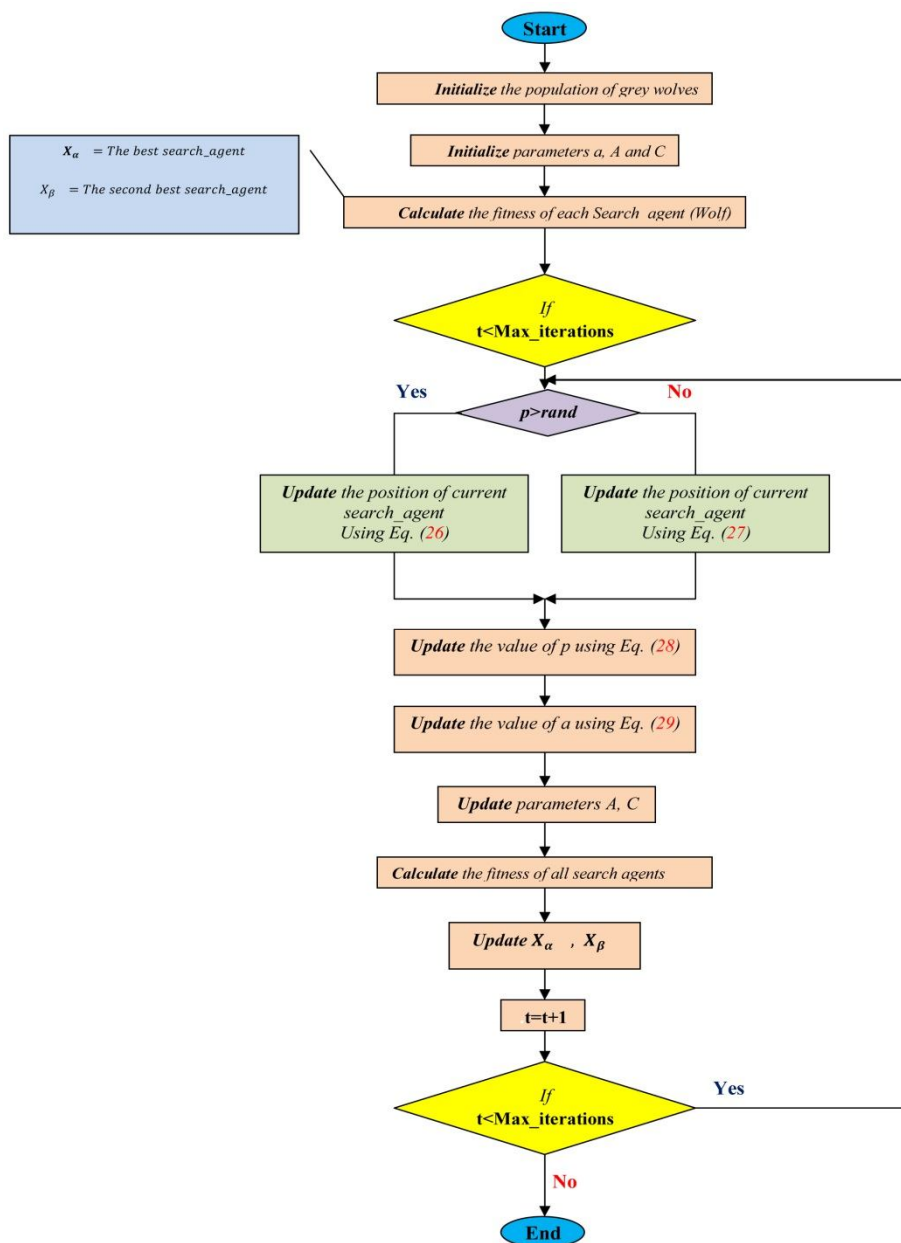 Start
Initialize the population of grey wolves
Initialize parameters a, A and C
X_α = The best search_agent
X_β = The second best search_agent
Calculate the fitness of each Search agent (Wolf)
If
t<Max_iterations
Yes
No
p>rand
Update the position of current
search_agent
Using Eq. (26)
Update the position of current
search_agent
Using Eq. (27)
Update the value of p using Eq. (28)
Update the value of a using Eq. (29)
Update parameters A, C
Calculate the fitness of all search agents
Update X_α , X_β
t=t+1
If
t<Max_iterations
Yes
No
End